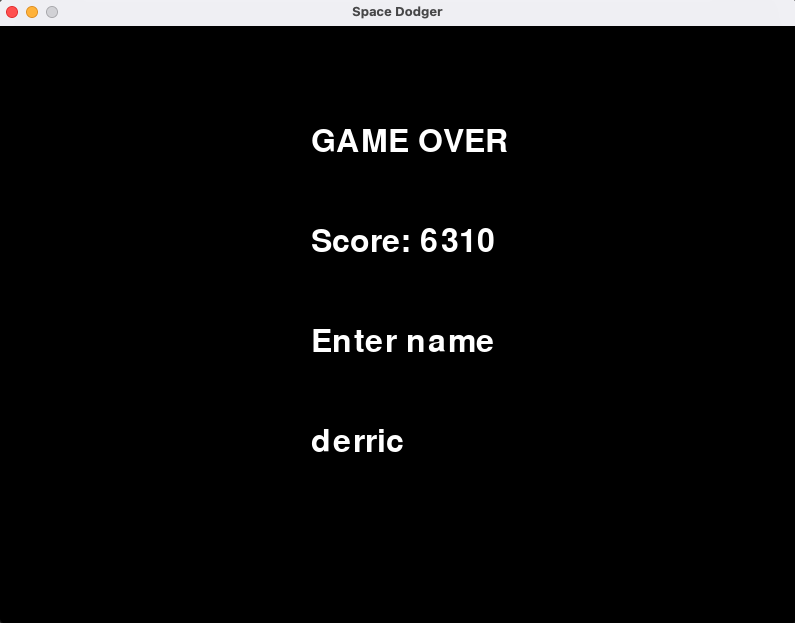 Space Dodger
GAME OVER
Score: 6310
Enter name
derric